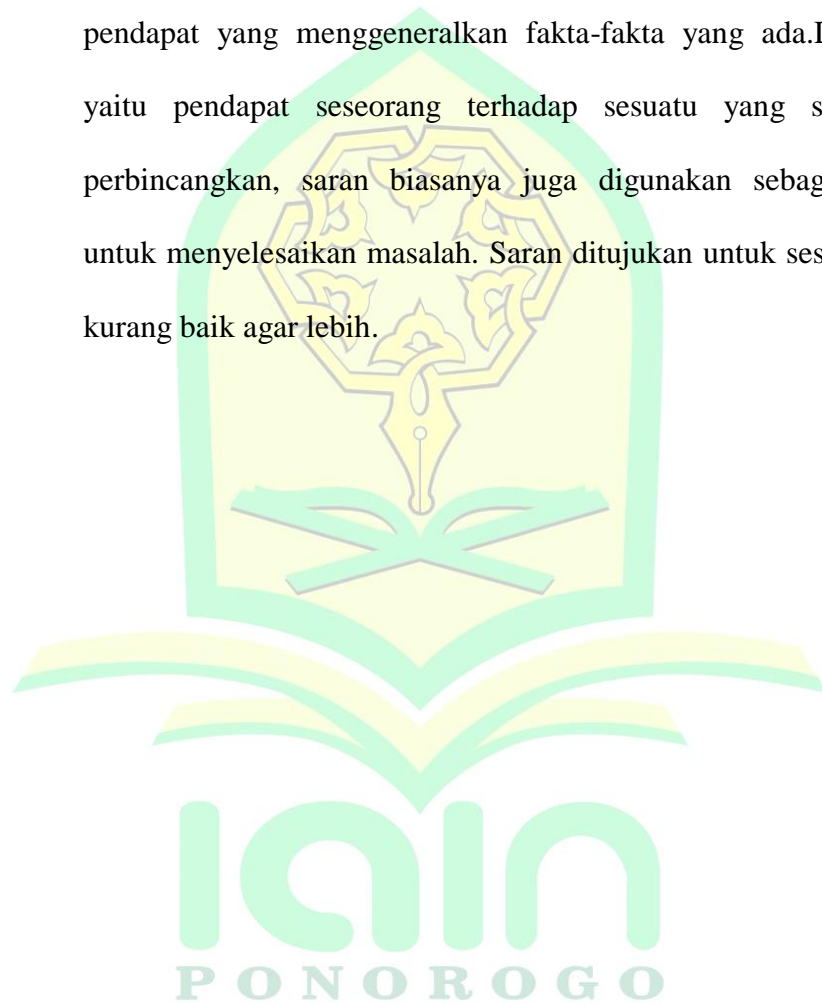 pendapat yang menggeneralkan fakta-fakta yang ada.
yaitu pendapat seseorang terhadap sesuatu yang
perbincangkan, saran biasanya juga digunakan
untuk menyelesaikan masalah. Saran ditujukan untuk
kurang baik agar lebih.
iain
PONOROGO